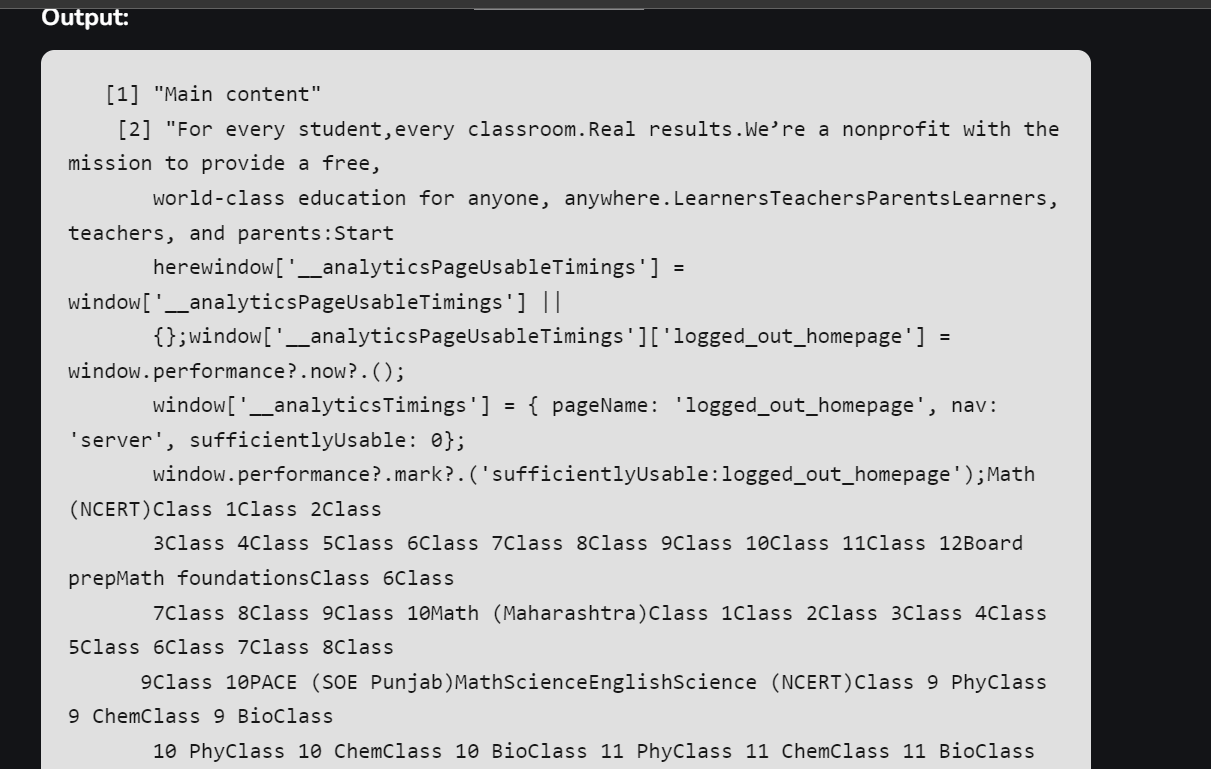 Output:
[1] "Main content"
[2] "For every student,every classroom.Real results.We’re a nonprofit with the
mission to provide a free,
world-class education for anyone, anywhere.LearnersTeachersParentsLearners,
teachers, and parents:Start
herewindow['__analyticsPageUsableTimings'] =
window['__analyticsPageUsableTimings'] ||
{};window['__analyticsPageUsableTimings']['logged_out_homepage'] =
window.performance?.now?.();
window['__analyticsTimings'] = { pageName: 'logged_out_homepage', nav:
'server', sufficientlyUsable: 0};
window.performance?.mark?.('sufficientlyUsable:logged_out_homepage');Math
(NCERT)Class 1Class 2Class
3Class 4Class 5Class 6Class 7Class 8Class 9Class 10Class 11Class 12Board
prepMath foundationsClass 6Class
7Class 8Class 9Class 10Math (Maharashtra)Class 1Class 2Class 3Class 4Class
5Class 6Class 7Class 8Class
9Class 10PACE (SOE Punjab)MathScienceEnglishScience (NCERT)Class 9 PhyClass
9 ChemClass 9 BioClass
10 PhyClass 10 ChemClass 10 BioClass 11 PhyClass 11 ChemClass 11 BioClass